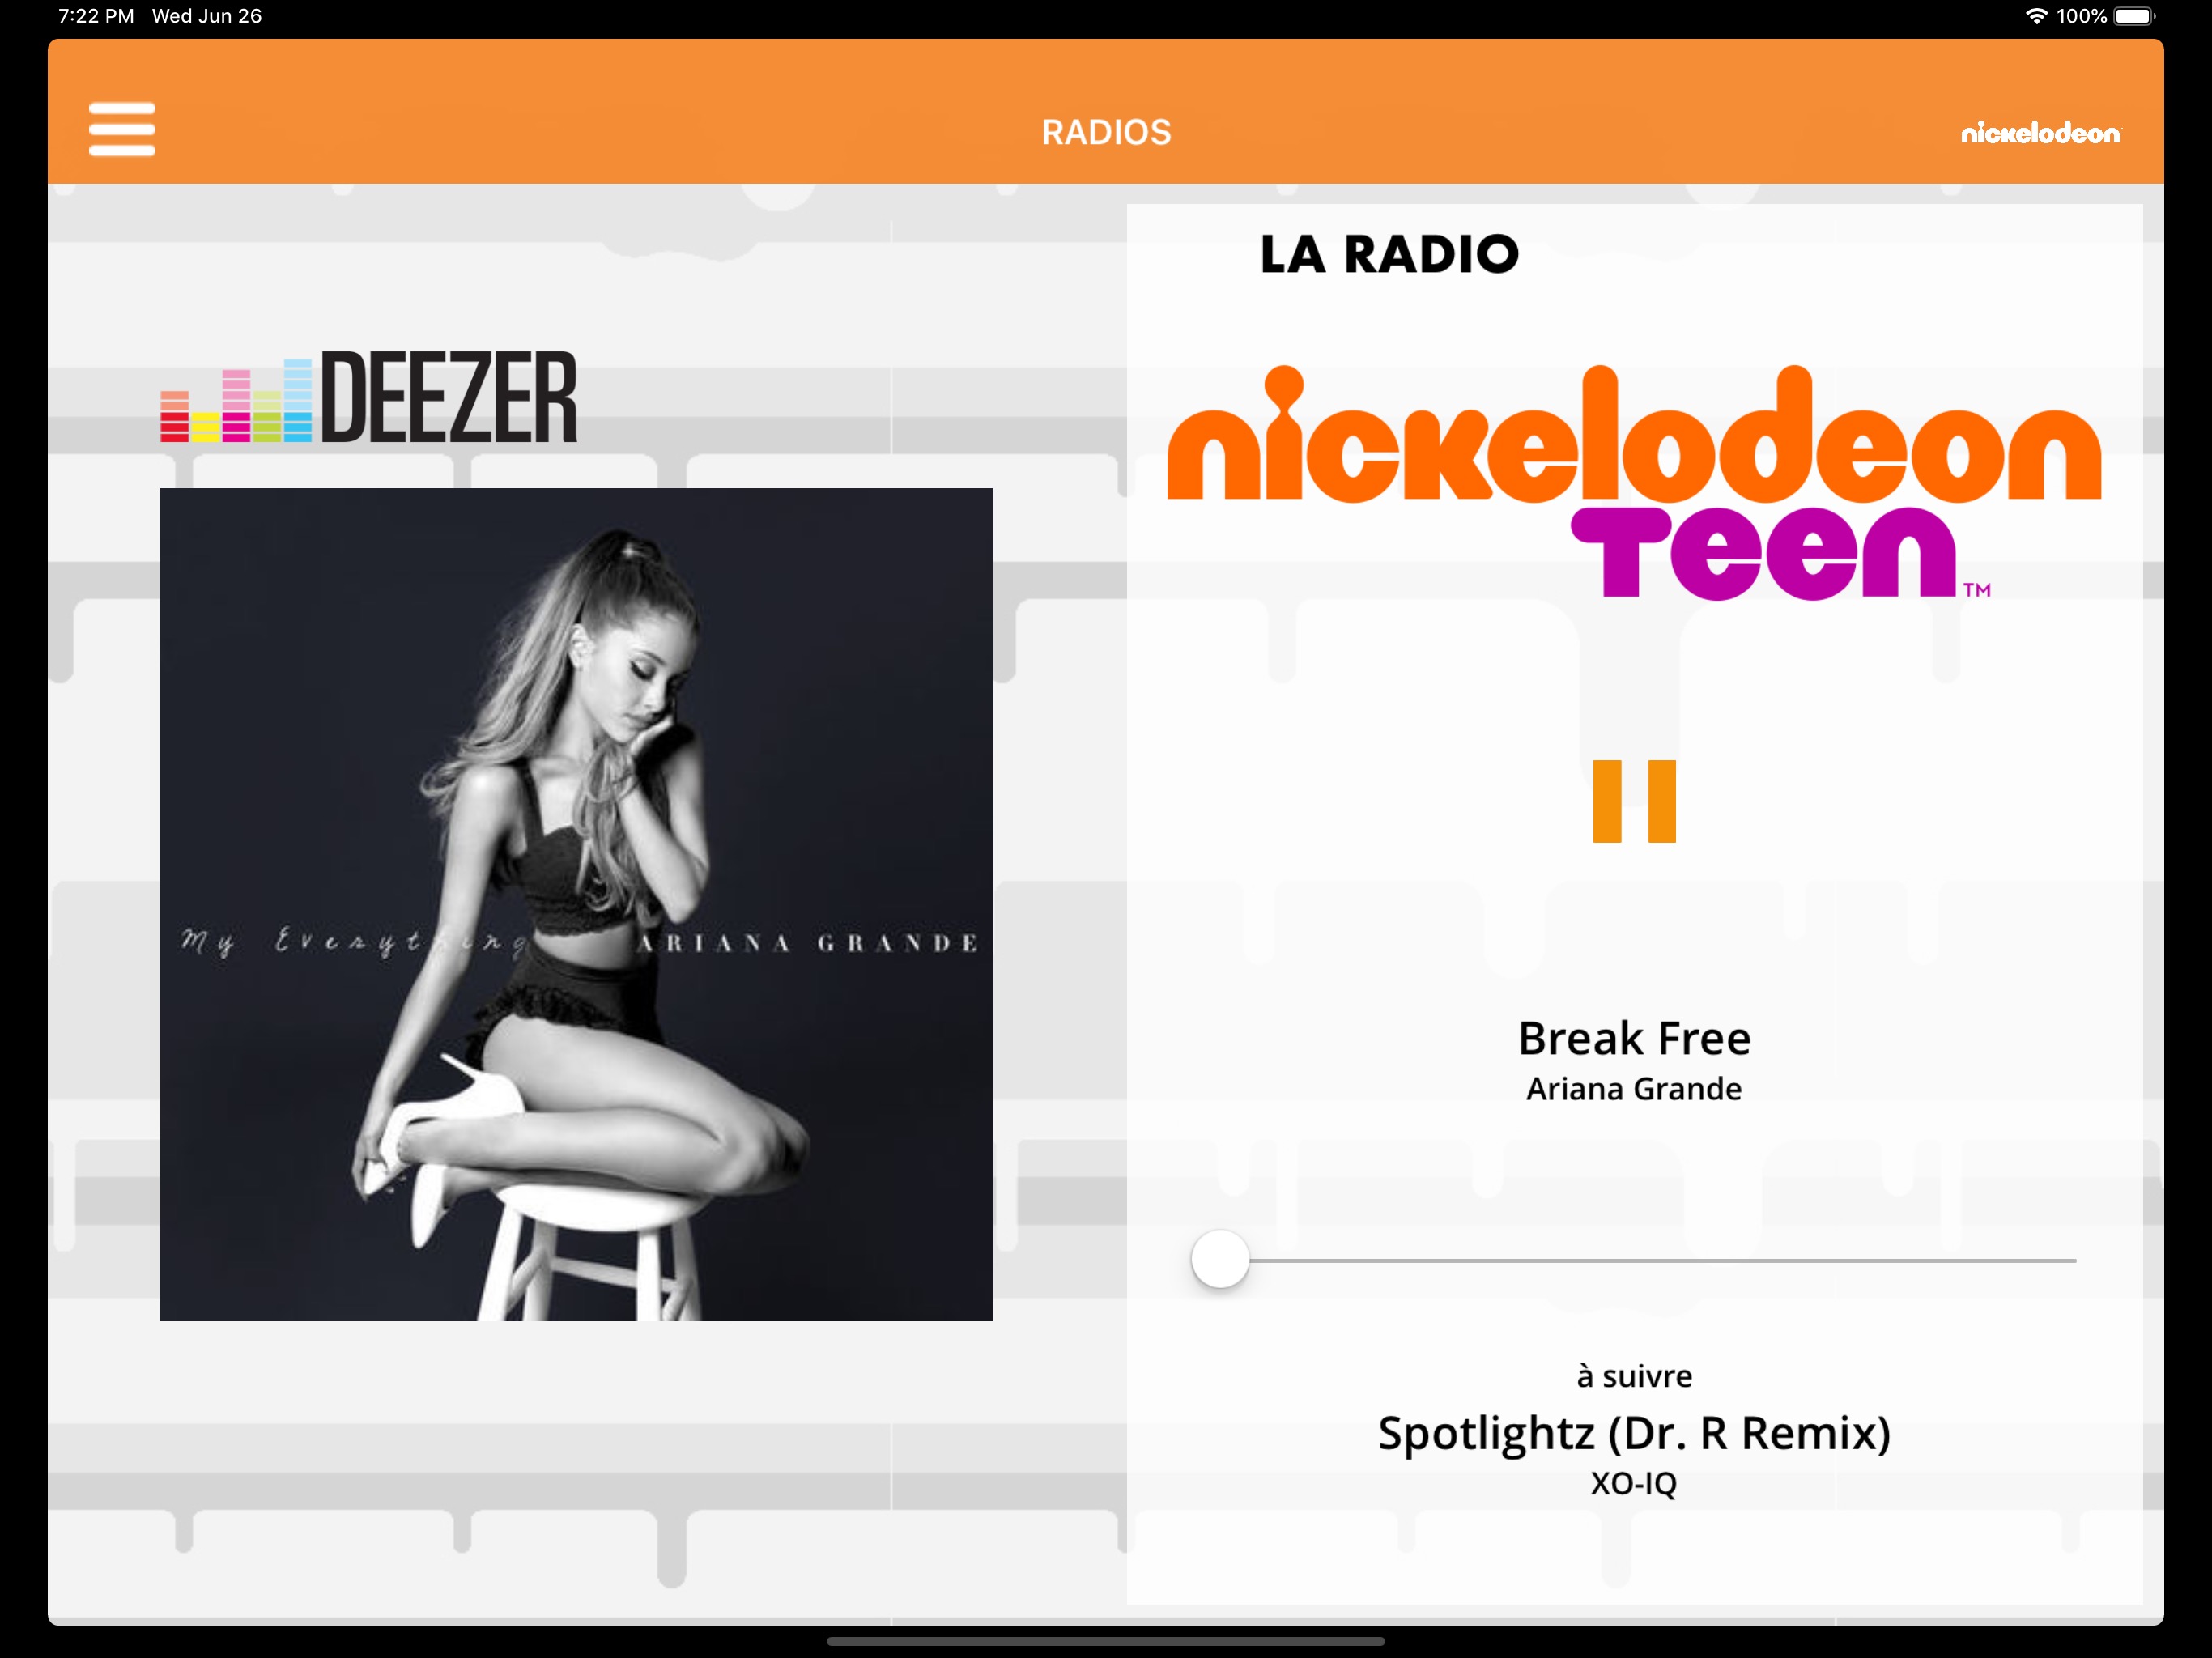 7:22 PM Wed Jun 26
100%
RADIOS
nickelodeon
DEEZER
My Everything ARIANA GRANDE
LA RADIO
nickelodeon
Teen™
Break Free
Ariana Grande
à suivre
Spotlightz (Dr. R Remix)
XO-IQ